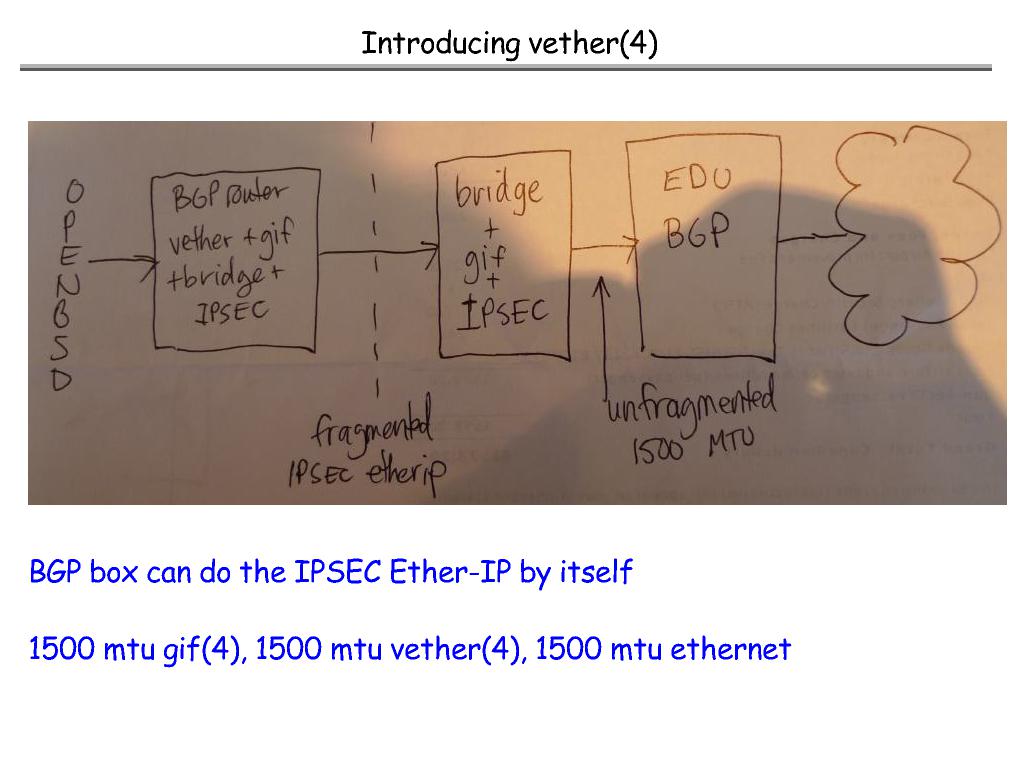 Introducing vether(4)
OPENBSD
BGP router
vether + gif
+bridge +
IPSEC
bridge
+
gif
+
IPSEC
EDU
BGP
fragmented
IPSEC etherip
unfragmented
1500 MTU
BGP box can do the IPSEC Ether-IP by itself
1500 mtu gif(4), 1500 mtu vether(4), 1500 mtu ethernet